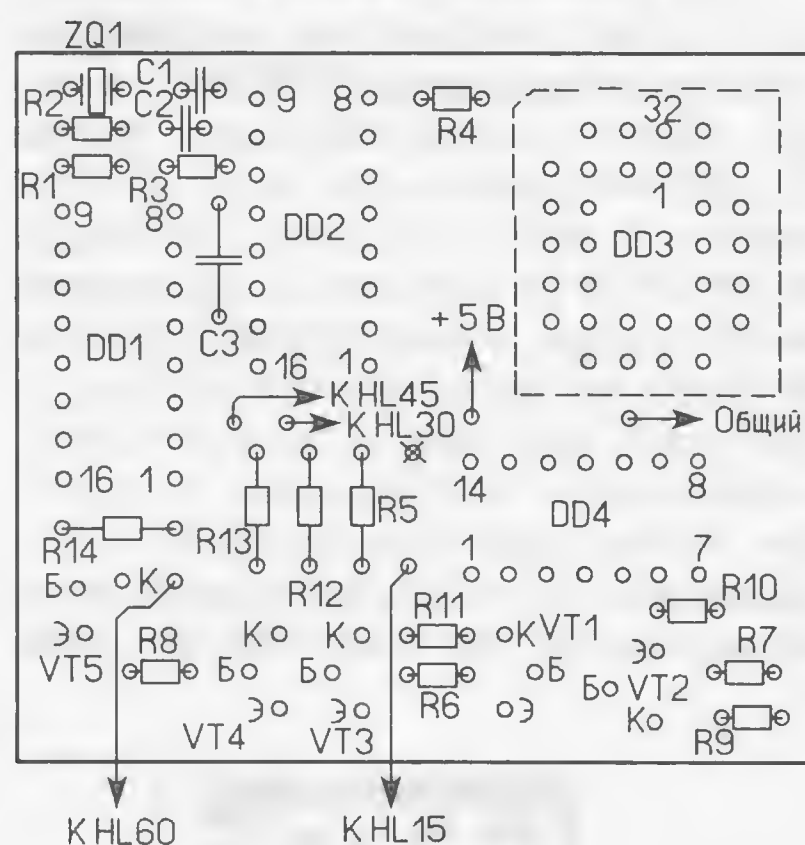 ZQ1
C1
R2
C2
9
8
R4
32
R1
R3
9
8
1
DD2
DD3
DD1
C3
+5 В
16
1
К HL45
К HL30
Общий
16
1
14
8
R13
R5
DD4
R14
1
7
Б
К
R12
R11
R10
К
К
К
VT1
Э
VT5
R8
Б
Б
R6
Б
Э
R7
Б
VT2
Э
Э
Э
К
VT4
VT3
R9
К HL60
К HL15